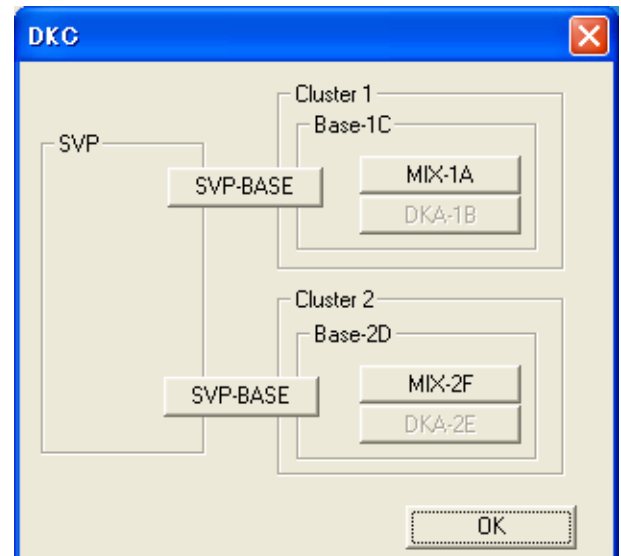 DKC
Cluster 1
Base-1C
SVP
MIX-1A
SVP-BASE
DKA-1B
Cluster 2
Base-2D
MIX-2F
SVP-BASE
DKA-2E
OK